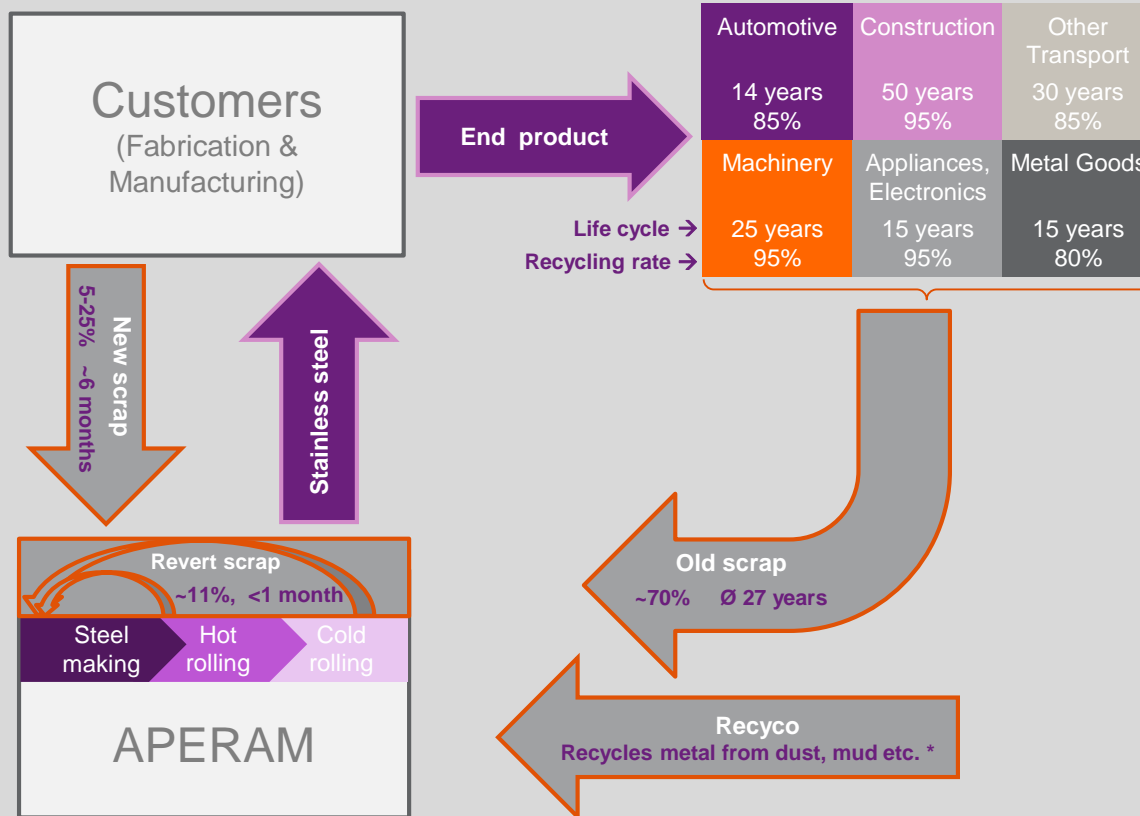 Customers
(Fabrication &
Manufacturing)
End product
Automotive
14 years
85%
Construction
50 years
95%
Other
Transport
30 years
85%
Machinery
25 years
95%
Appliances,
Electronics
15 years
95%
Metal Goods
15 years
80%
Life cycle →
Recycling rate →
New scrap
5-25% ~6 months
Stainless steel
Revert scrap
~11%, <1 month
Steel
making
Hot
rolling
Cold
rolling
APERAM
Old scrap
~70% Ø 27 years
Recyco
Recycles metal from dust, mud etc. *